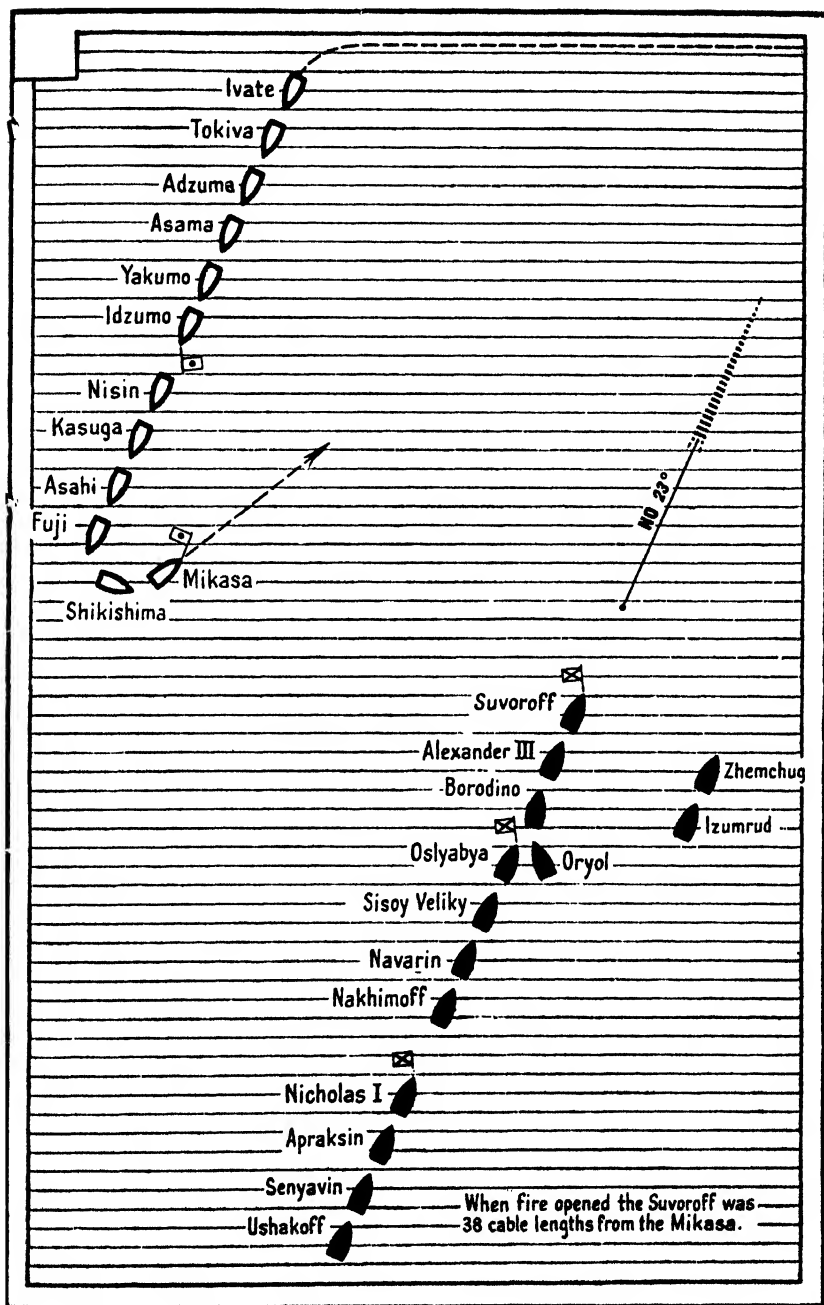 Ivate
Tokiva
Adzuma
Asama
Yakumo
Idzumo
Nisin
Kasuga
Asahi
Fuji
Mikasa
Shikishima
NO 23°
Suvoroff
Alexander III
Zhemchug
Borodino
Izumrud
Oslyabya
Oryol
Sisoy Veliky
Navarin
Nakhimoff
Nicholas I
Apraksin
Senyavin
When fire opened the Suvoroff was
38 cable lengths from the Mikasa.
Ushakoff